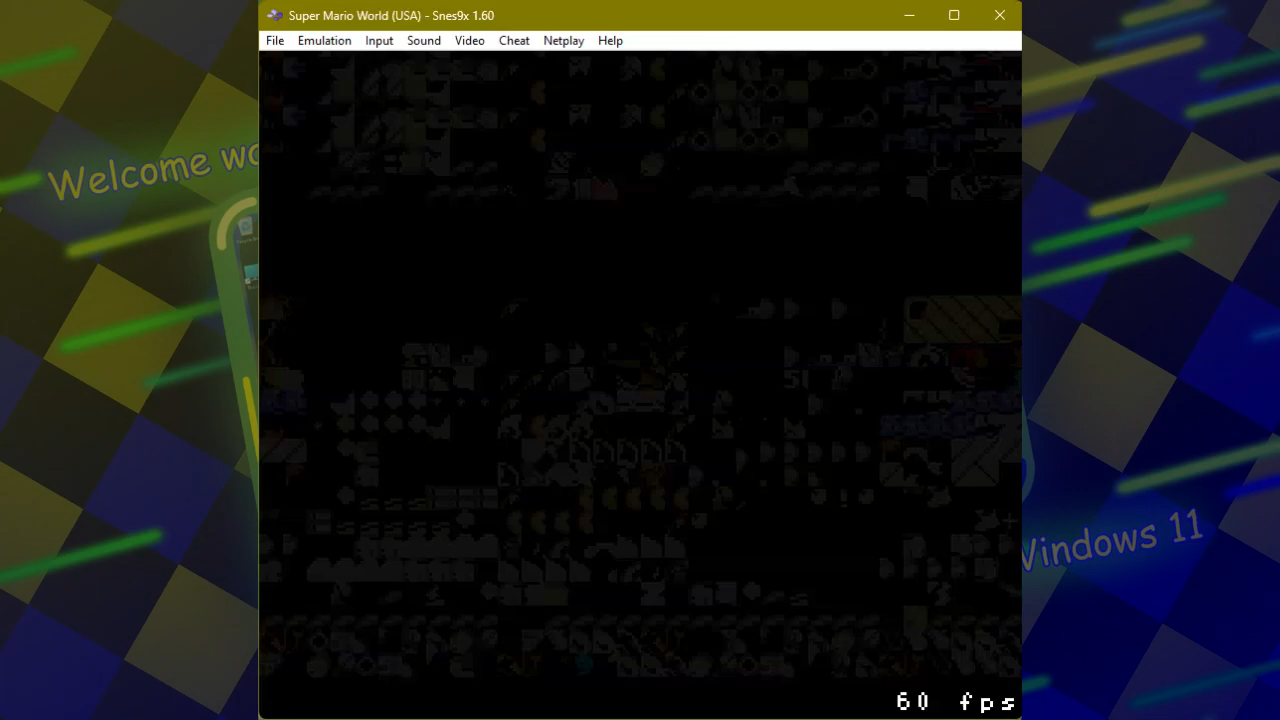 Super Mario World (USA) - Snes9x 1.60
File Emulation Input Sound Video Cheat Netplay Help
Welcome
Windows 11
60 fps